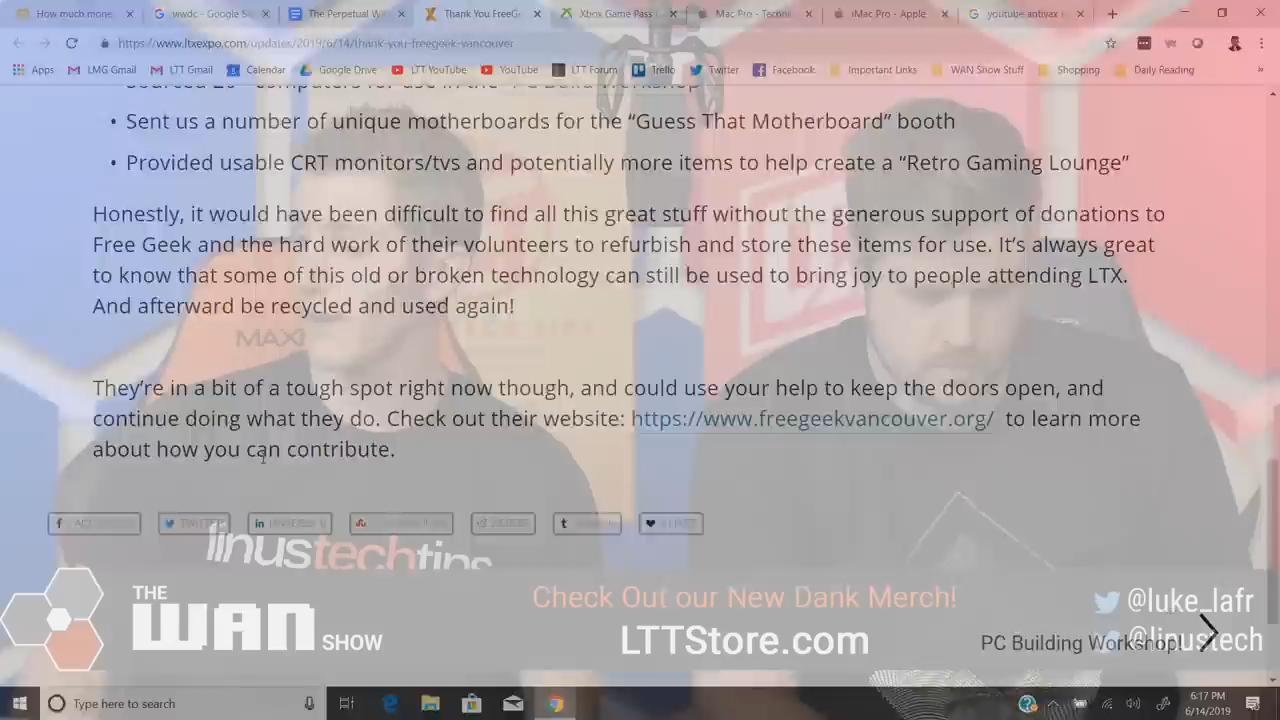 How much mone
wwdc - Google Se
The Perpetual Wi
Thank You FreeG
Xbox Game Pass
Mac Pro - Techni
iMac Pro - Apple
youtube antivax
https://www.ltxexpo.com/updates/2019/6/14/thank-you-freegeek-vancouver
Apps LMG Gmail LTT Gmail Calendar Google Drive LTT YouTube YouTube LTT Forum Trello Twitter Facebook Important Links WAN Show Stuff Shopping Daily Reading »
• Sent us a number of unique motherboards for the “Guess That Motherboard” booth
• Provided usable CRT monitors/tvs and potentially more items to help create a “Retro Gaming Lounge”
Honestly, it would have been difficult to find all this great stuff without the generous support of donations to
Free Geek and the hard work of their volunteers to refurbish and store these items for use. It’s always great
to know that some of this old or broken technology can still be used to bring joy to people attending LTX.
And afterward be recycled and used again!
MAX
They’re in a bit of a tough spot right now though, and could use your help to keep the doors open, and
continue doing what they do. Check out their website: https://www.freegeekvancouver.org/ to learn more
about how you can contribute.
linustechtips
THE
WAN SHOW
Check Out our New Dank Merch!
LTTStore.com
@luke_lafr
@linustech
PC Building Workshop!
Type here to search
6:17 PM
6/14/2019